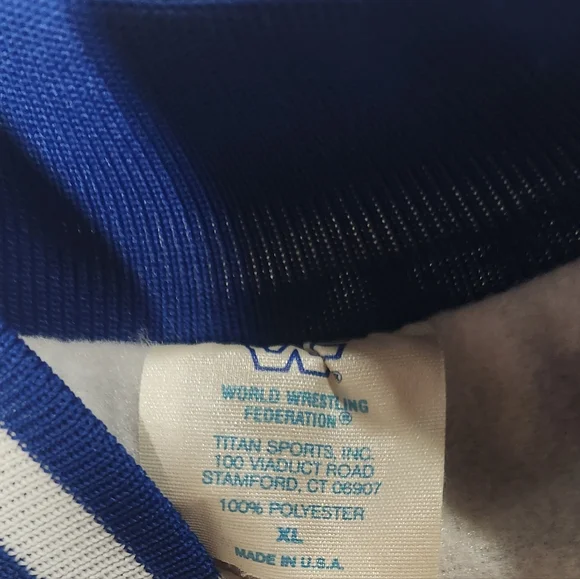 WORLD WRESTLING
FEDERATION®
TITAN SPORTS, INC.
100 VIADUCT ROAD
STAMFORD, CT 06907
100% POLYESTER
XL
MADE IN U.S.A.